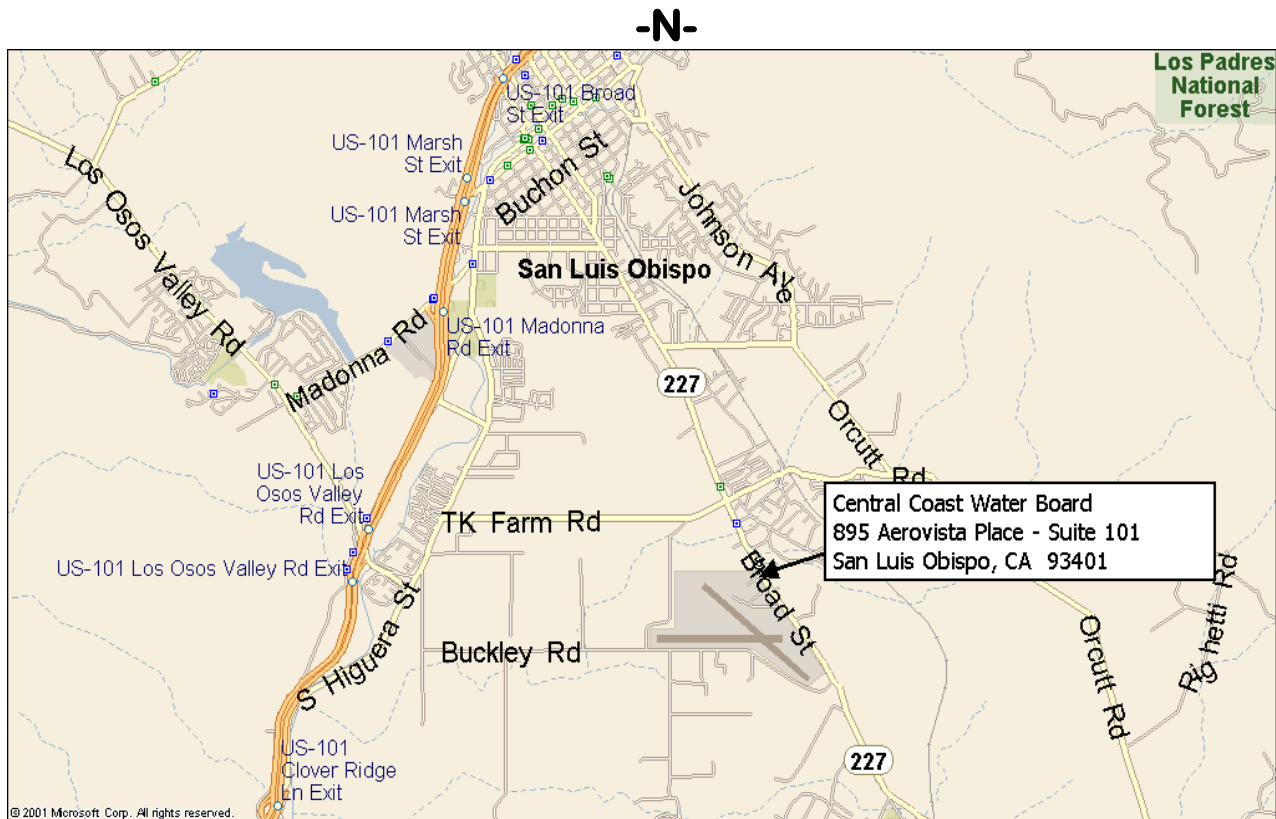 -N-
Los Padres
National
Forest
US-101 Broad
St Exit
US-101 Marsh
St Exit
Buchon St
Los Osos Valley Rd
US-101 Marsh
St Exit
Johnson Ave
San Luis Obispo
Madonna Rd
US-101 Madonna
Rd Exit
227
Orcutt Rd
US-101 Los
Osos Valley
Rd Exit
TK Farm Rd
Central Coast Water Board
895 Aerovista Place - Suite 101
San Luis Obispo, CA 93401
US-101 Los Osos Valley Rd Exit
Broad St
S Higuera St
Buckley Rd
Righetti Rd
Orcutt Rd
US-101
Clover Ridge
Ln Exit
227
© 2001 Microsoft Corp. All rights reserved.